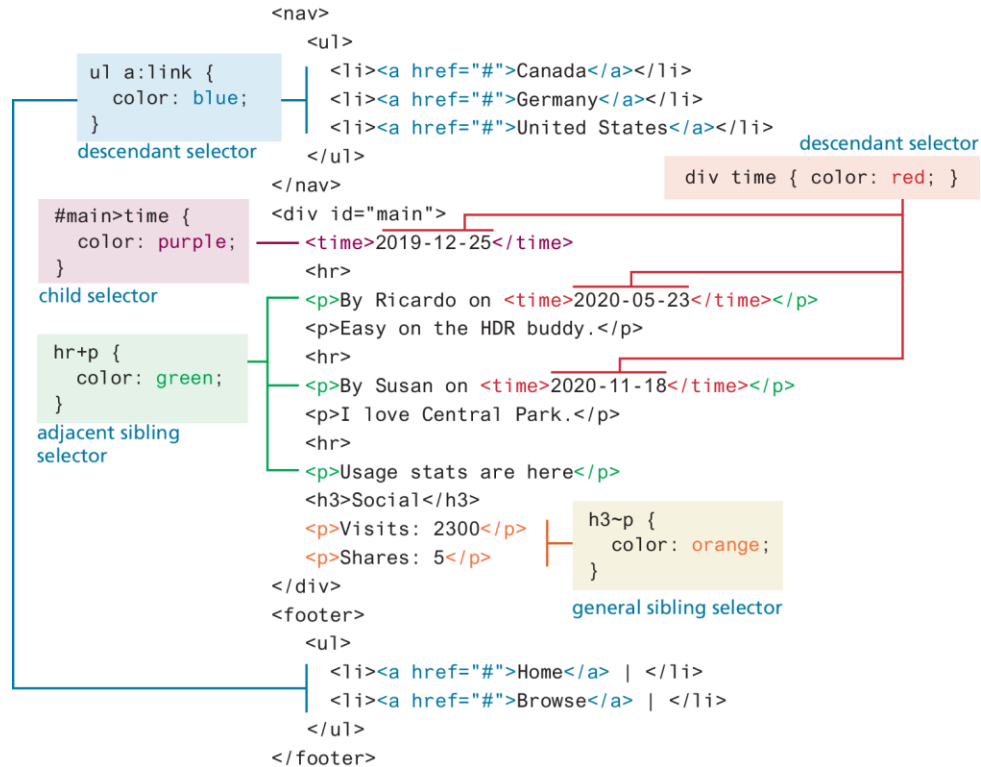 <nav>
<ul>
<li><a href="#">Canada</a></li>
<li><a href="#">Germany</a></li>
<li><a href="#">United States</a></li>
</ul>
</nav>
<div id="main">
<time>2019-12-25</time>
<hr>
<p>By Ricardo on <time>2020-05-23</time></p>
<p>Easy on the HDR buddy.</p>
<hr>
<p>By Susan on <time>2020-11-18</time></p>
<p>I love Central Park.</p>
<hr>
<p>Usage stats are here</p>
<h3>Social</h3>
<p>Visits: 2300</p>
<p>Shares: 5</p>
</div>
<footer>
<ul>
<li><a href="#">Home</a> | </li>
<li><a href="#">Browse</a> | </li>
</ul>
</footer>
ul a:link {
color: blue;
}
descendant selector
#main>time {
color: purple;
}
child selector
hr+p {
color: green;
}
adjacent sibling
selector
descendant selector
div time { color: red; }
h3~p {
color: orange;
}
general sibling selector